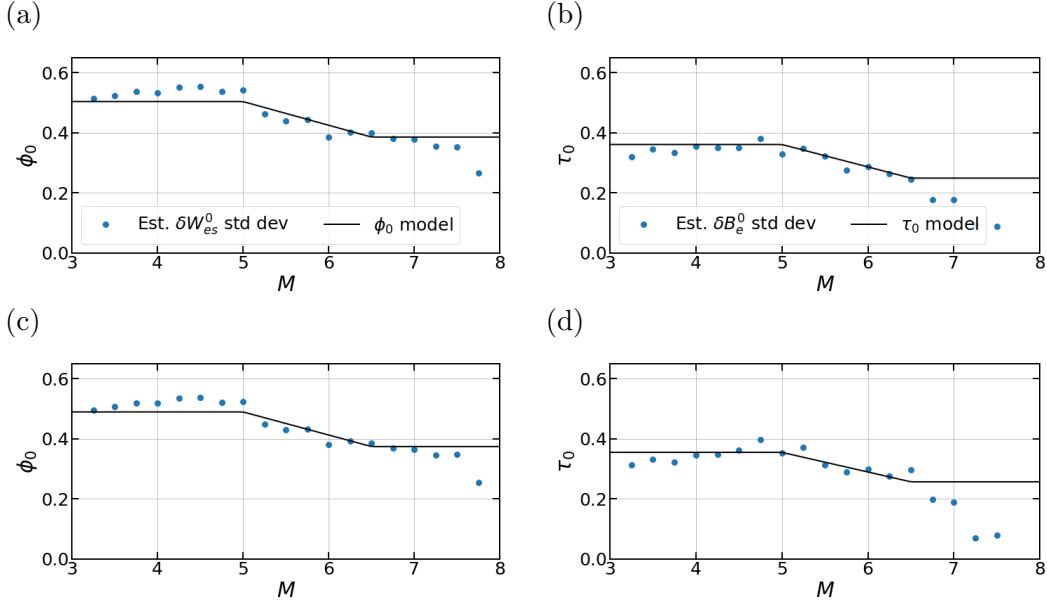 (a)
0.6
0.4
0.2
0.0
ϕ₀
Est. δW⁰ₑₛ std dev
ϕ₀ model
3 4 5 6 7 8
M
(b)
0.6
0.4
0.2
0.0
τ₀
Est. δB⁰ₑ std dev
τ₀ model
3 4 5 6 7 8
M
(c)
0.6
0.4
0.2
0.0
ϕ₀
3 4 5 6 7 8
M
(d)
0.6
0.4
0.2
0.0
τ₀
3 4 5 6 7 8
M